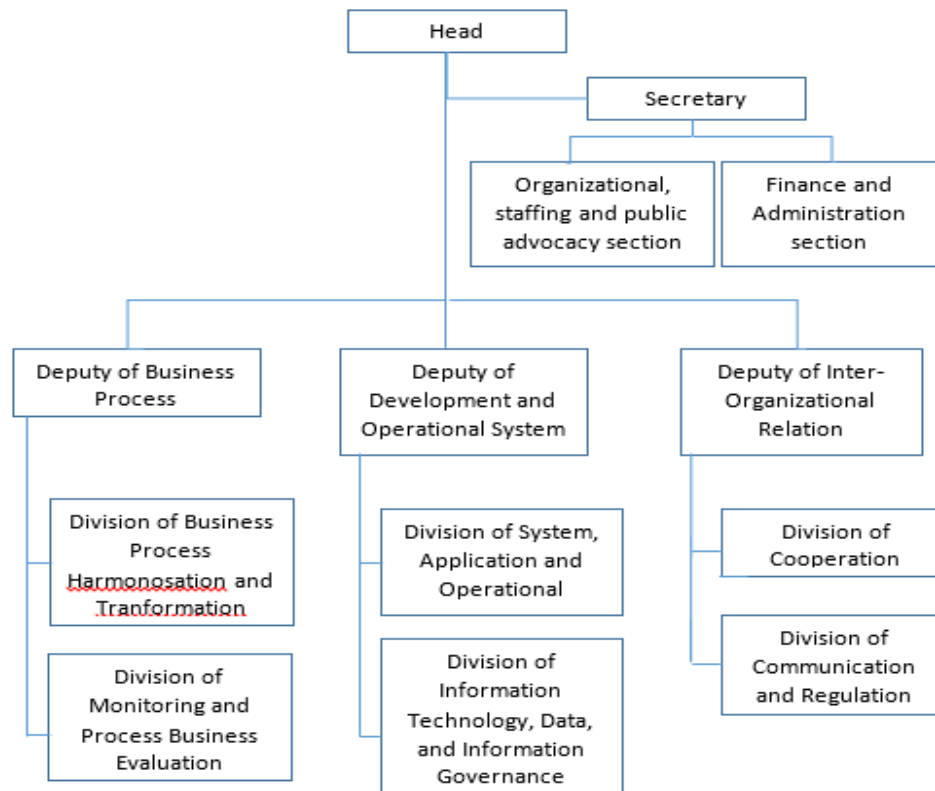 Head
Secretary
Organizational,
staffing and public
advocacy section
Finance and
Administration
section
Deputy of Business
Process
Deputy of
Development and
Operational System
Deputy of Inter-
Organizational
Relation
Division of Business
Process
Harmonosation and
Tranformation
Division of System,
Application and
Operational
Division of
Cooperation
Division of
Monitoring and
Process Business
Evaluation
Division of
Information
Technology, Data,
and Information
Governance
Division of
Communication
and Regulation